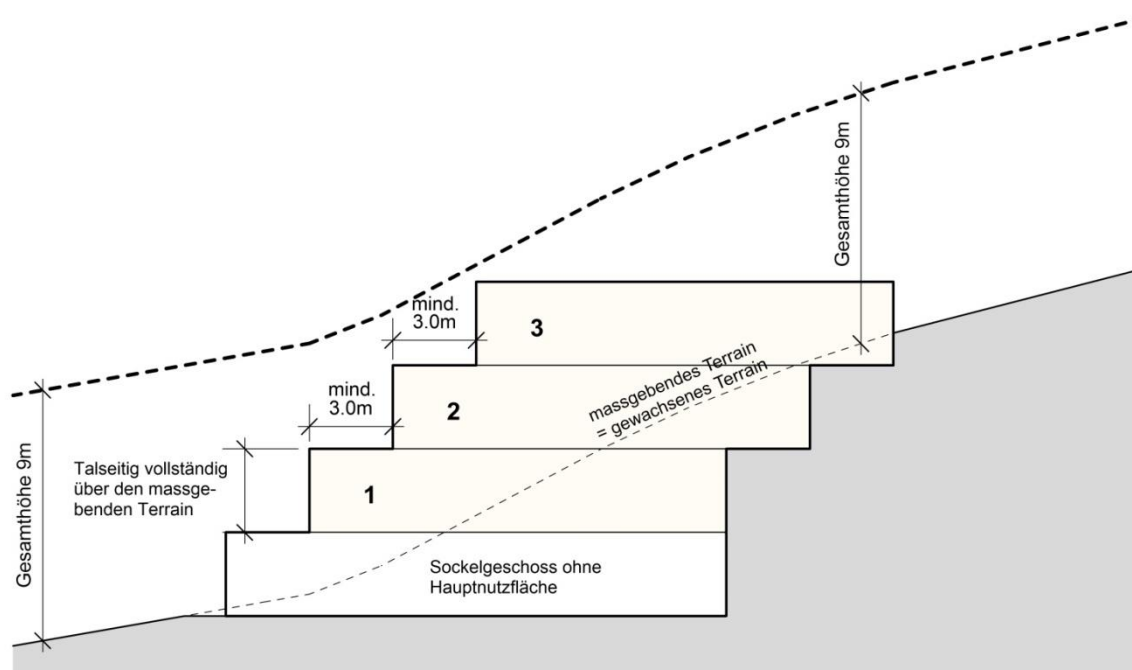 Gesamthöhe 9m
mind.
3.0m
3
massgebendes Terrain
= gewachsenes Terrain
mind.
3.0m
2
Gesamthöhe 9m
Talseitig vollständig
über den massge-
benden Terrain
1
Sockelgeschoss ohne
Hauptnutzfläche